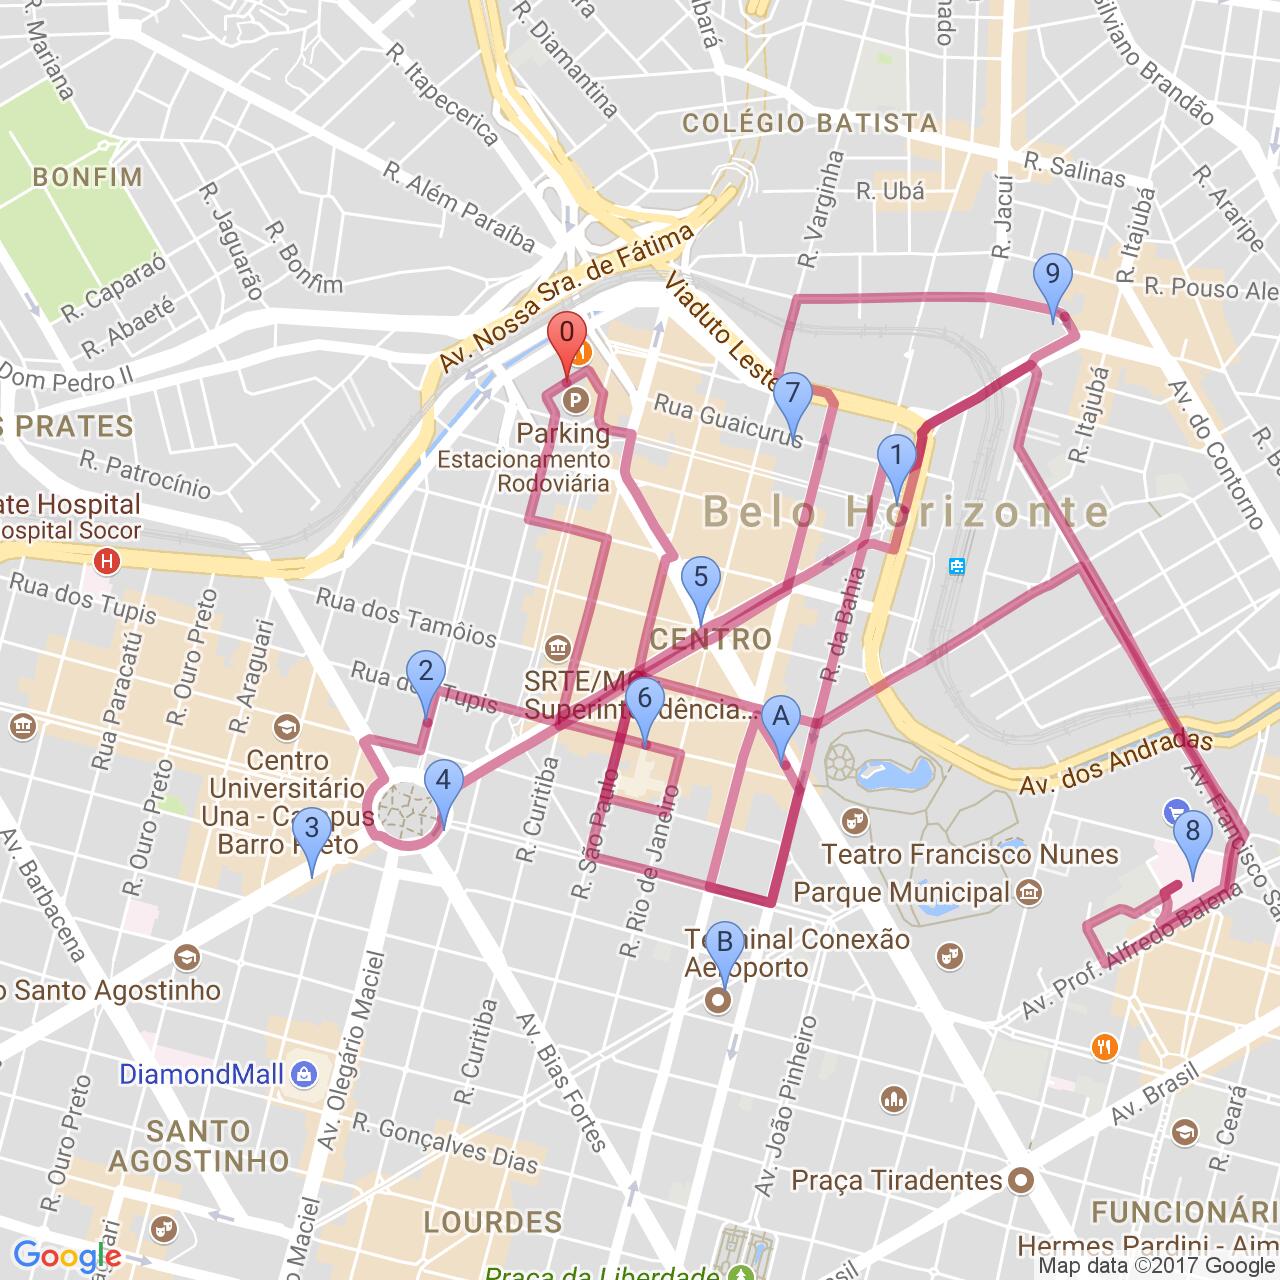 R. Mariana
R. Diamantina
R. Itapecerica
Silviano Brandão
COLÉGIO BATISTA
BONFIM
R. Além Paraíba
R. Salinas
R. Ubá
R. Varginha
R. Jacuí
R. Itajubá
R. Araripe
R. Jaguarão
R. Bonfim
R. Caparaó
R. Abaeté
Av. Nossa Sra. de Fátima
Viaduto Leste
R. Pouso Ale
9
0
Dom Pedro II
S PRATES
R. Patrocínio
P
Parking
Estacionamento
Rodoviária
Rua Guaicurus
7
1
R. Itajubá
Av. do Contorno
Belo Horizonte
ate Hospital
ospital Socor
H
Rua dos Tupis
R. Ouro Preto
R. Araguari
Rua Paracatú
Rua dos Tamôios
5
CENTRO
R. da Bahia
2
SRTE/M
Superint
dência...
6
A
Centro
Universitário
Una - Campus
Barro Preto
4
3
R. Ouro Preto
R. Curitiba
R. São Paulo
R. Rio de Janeiro
Av. dos Andradas
Av. Francisco Sa
8
Teatro Francisco Nunes
Parque Municipal
Av. Prof. Alfredo Balena
Av. Barbacena
B
Terminal Conexão
Aeroporto
o Santo Agostinho
Av. Olegário Maciel
R. Curitiba
Av. Bias Fortes
DiamondMall
R. Ouro Preto
SANTO
AGOSTINHO
R. Gonçalves Dias
Av. João Pinheiro
Av. Brasil
R. Ceará
Praça Tiradentes
LOURDES
FUNCIONÁRI
Hermes Pardini - Aim
Praça da Liberdade
Google
Map data ©2017 Google